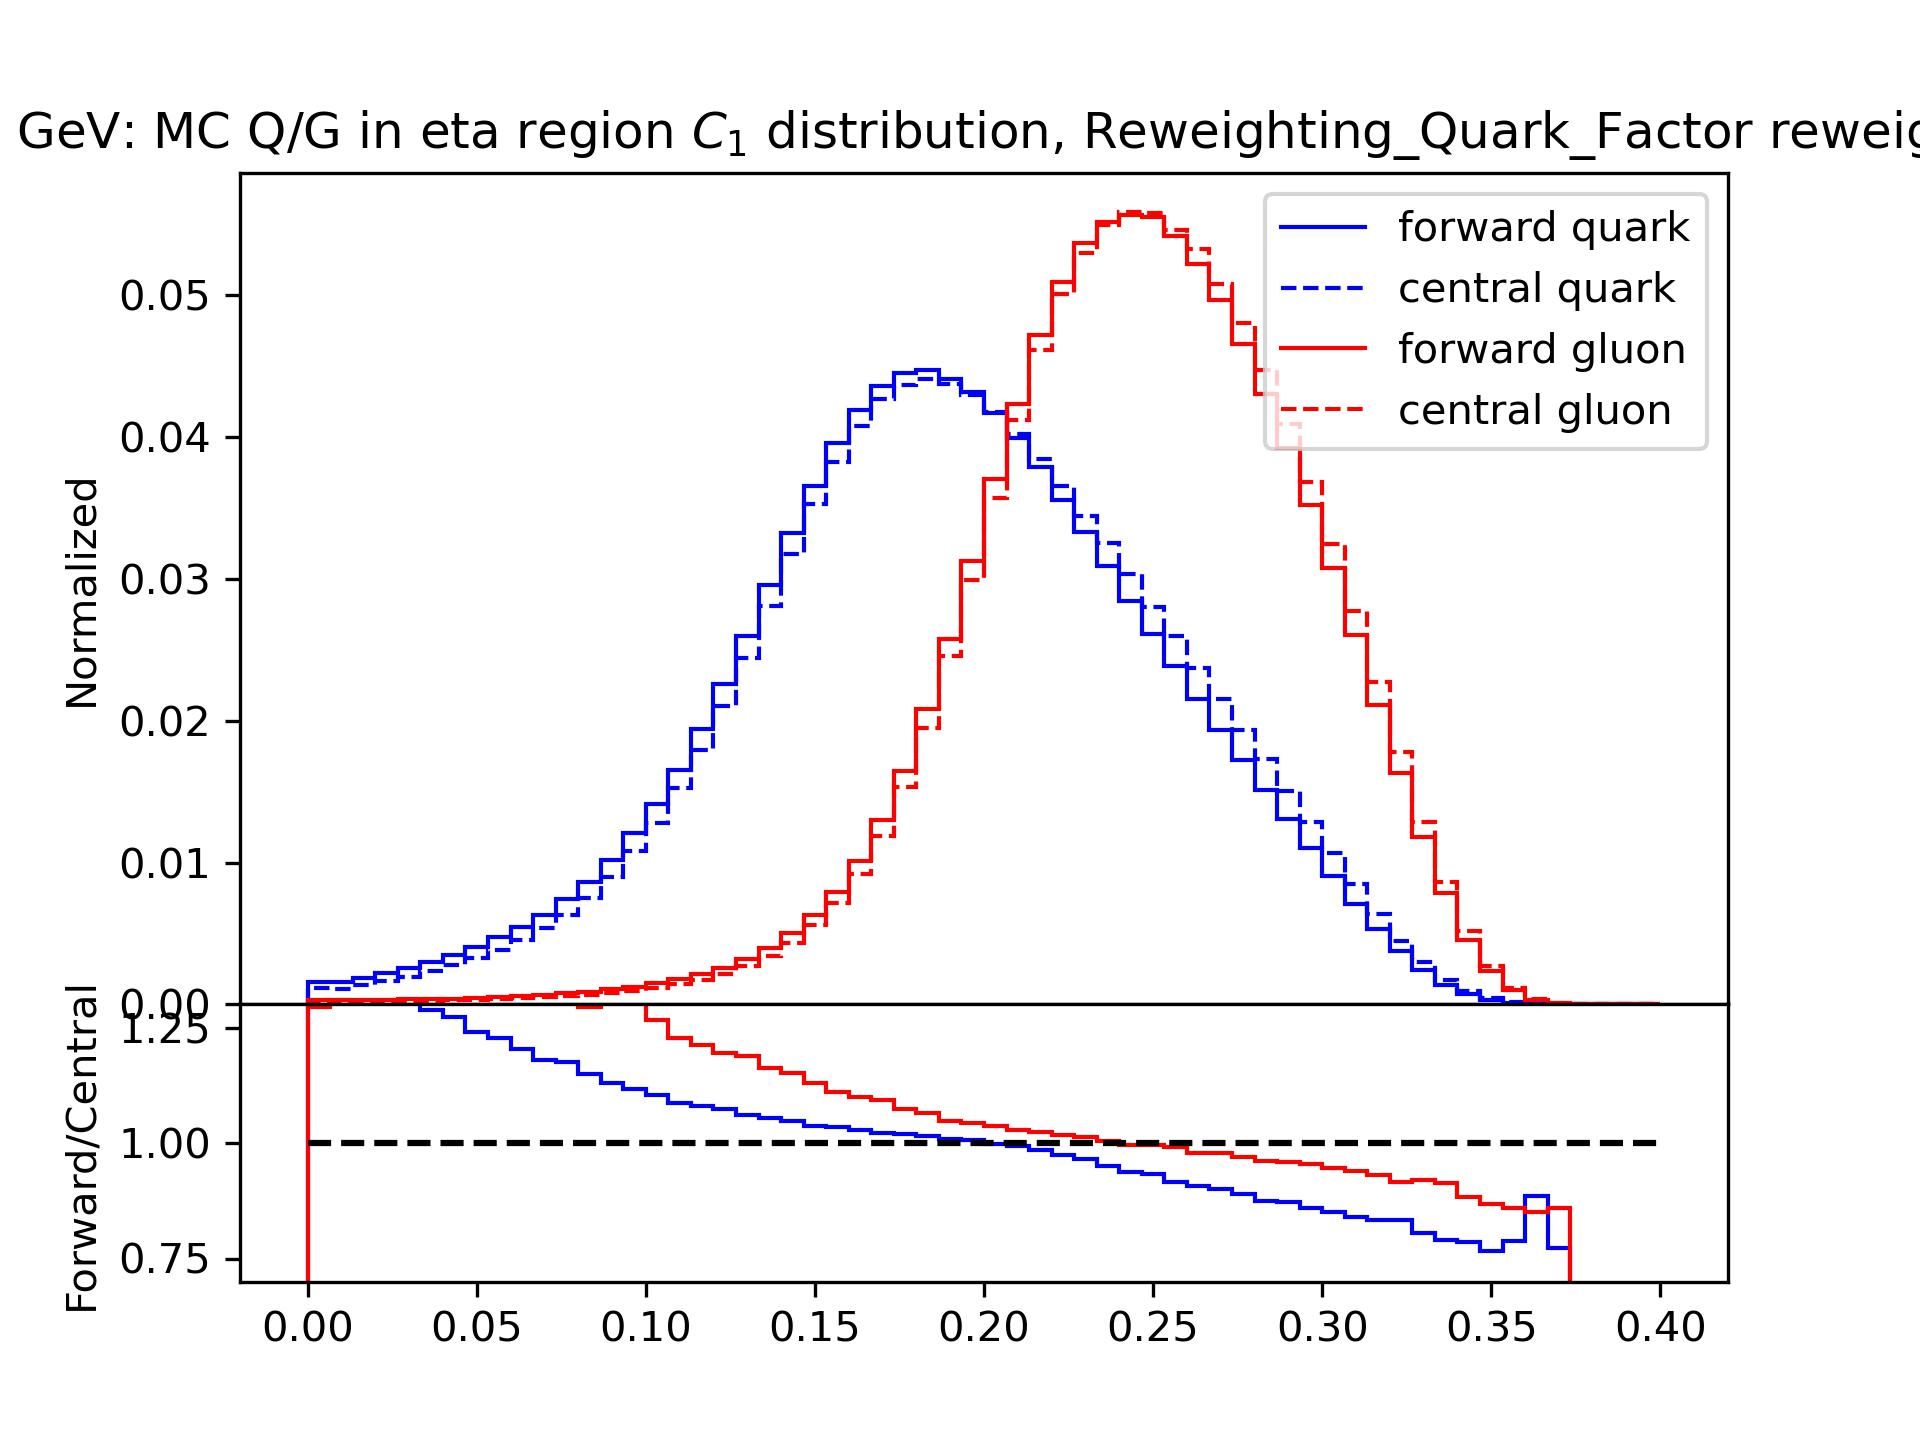 GeV: MC Q/G in eta region C₁ distribution, Reweighting_Quark_Factor
forward quark
central quark
forward gluon
central gluon
Normalized
0.05
0.04
0.03
0.02
0.01
0.00
Forward/Central
1.25
1.00
0.75
0.00 0.05 0.10 0.15 0.20 0.25 0.30 0.35 0.40